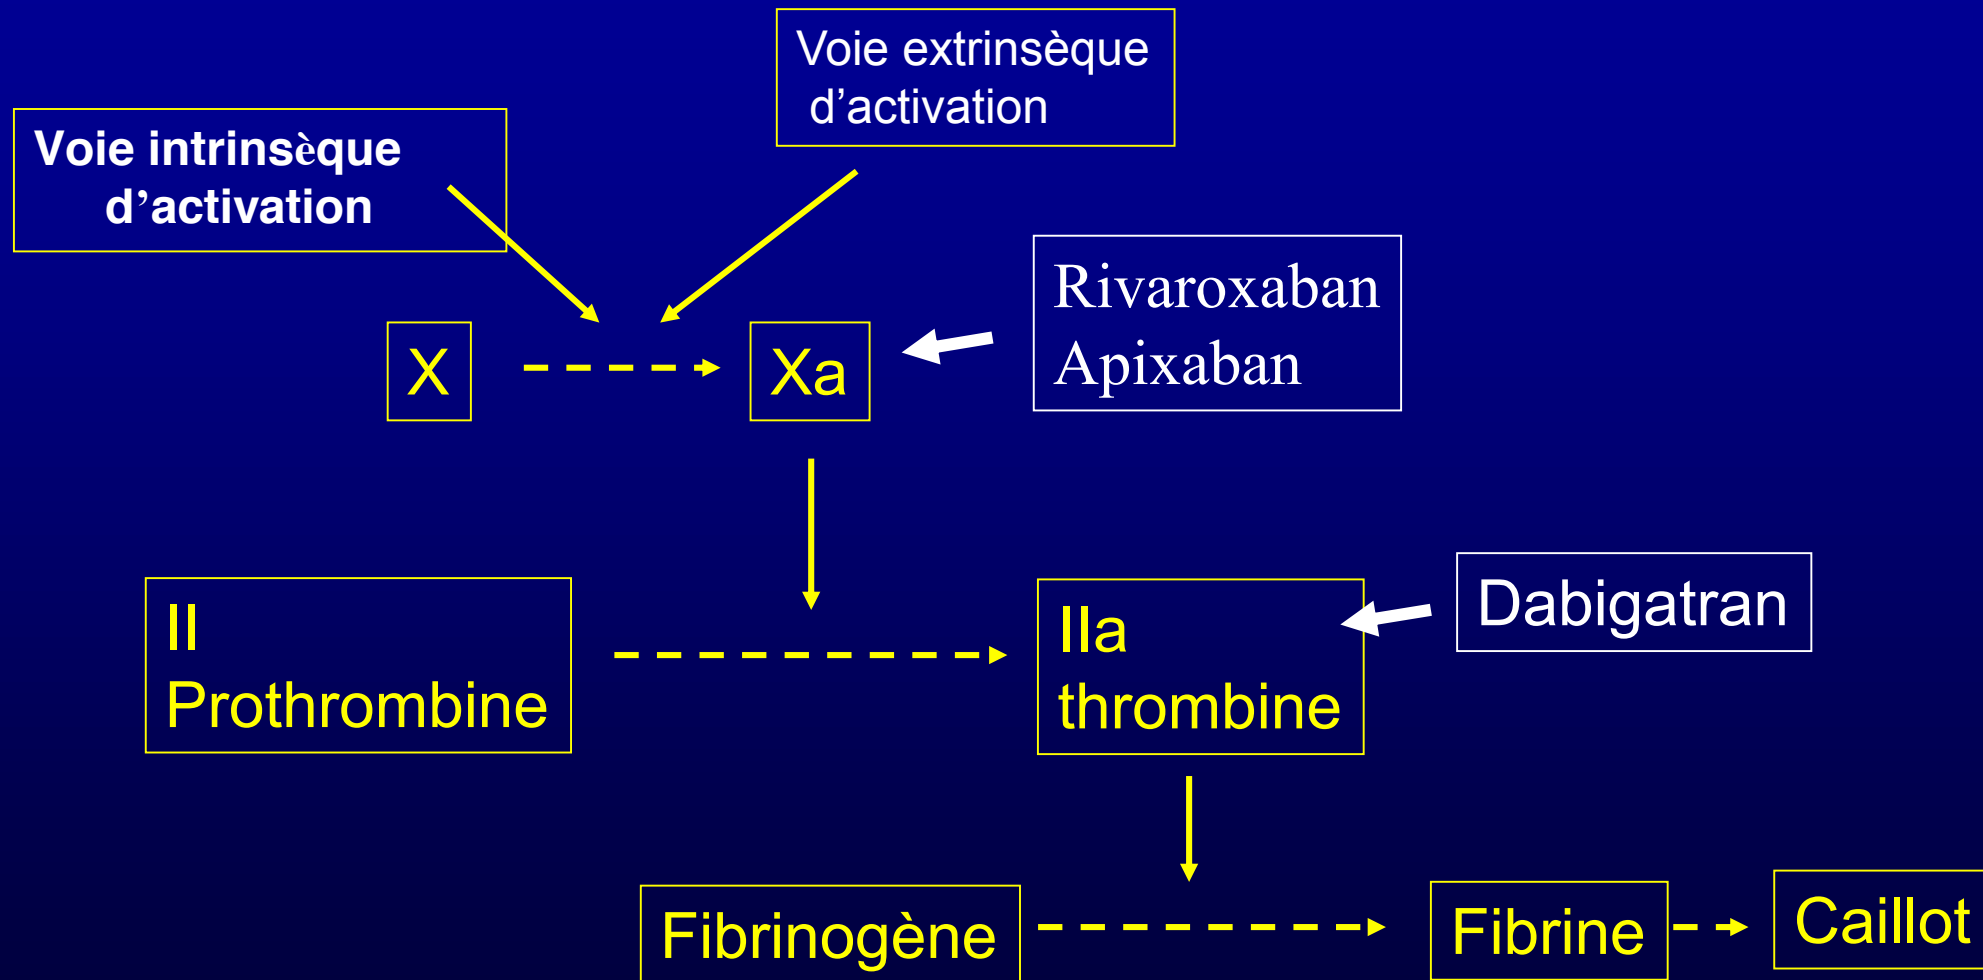 Voie extrinsèque
d’activation
Voie intrinsèque
d’activation
Rivaroxaban
Apixaban
X
Xa
II
Prothrombine
IIa
thrombine
Dabigatran
Fibrinogène
Fibrine
Caillot